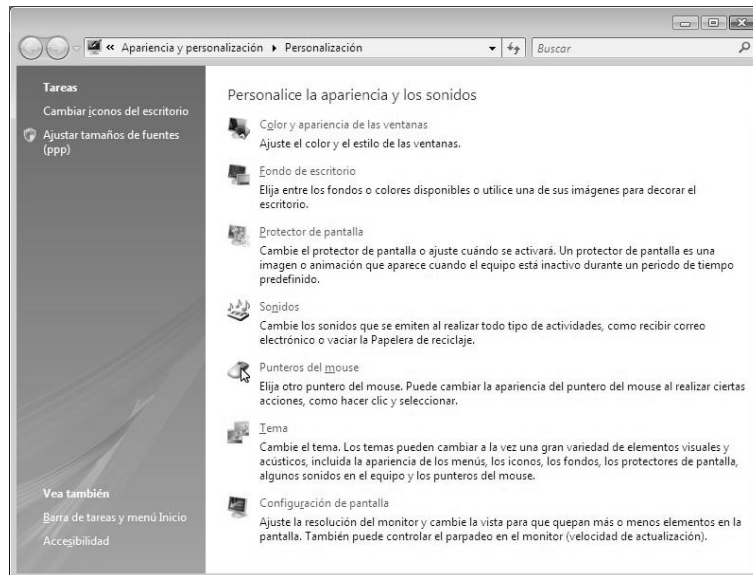 « Apariencia y personalización ▸ Personalización
Buscar
Tareas
Cambiar iconos del escritorio
Ajustar tamaños de fuentes
(ppp)
Personalice la apariencia y los sonidos
Color y apariencia de las ventanas
Ajuste el color y el estilo de las ventanas.
Fondo de escritorio
Elija entre los fondos o colores disponibles o utilice una de sus imágenes para decorar el
escritorio.
Protector de pantalla
Cambie el protector de pantalla o ajuste cuándo se activará. Un protector de pantalla es una
imagen o animación que aparece cuando el equipo está inactivo durante un periodo de tiempo
predefinido.
Sonidos
Cambie los sonidos que se emiten al realizar todo tipo de actividades, como recibir correo
electrónico o vaciar la Papelera de reciclaje.
Punteros del mouse
Elija otro puntero del mouse. Puede cambiar la apariencia del puntero del mouse al realizar ciertas
acciones, como hacer clic y seleccionar.
Tema
Cambie el tema. Los temas pueden cambiar a la vez una gran variedad de elementos visuales y
acústicos, incluida la apariencia de los menús, los iconos, los fondos, los protectores de pantalla,
algunos sonidos en el equipo y los punteros del mouse.
Configuración de pantalla
Ajuste la resolución del monitor y cambie la vista para que quepan más o menos elementos en la
pantalla. También puede controlar el parpadeo en el monitor (velocidad de actualización).
Vea también
Barra de tareas y menú Inicio
Accesibilidad